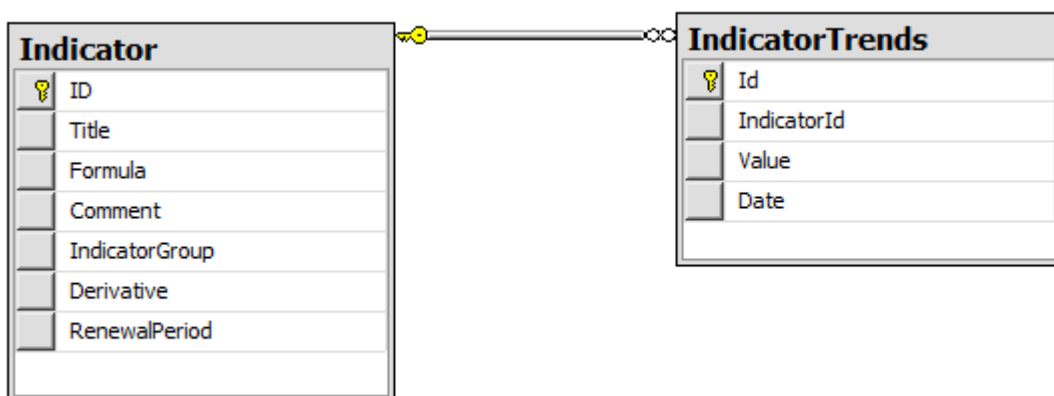 Indicator
ID
Title
Formula
Comment
IndicatorGroup
Derivative
RenewalPeriod
IndicatorTrends
Id
IndicatorId
Value
Date